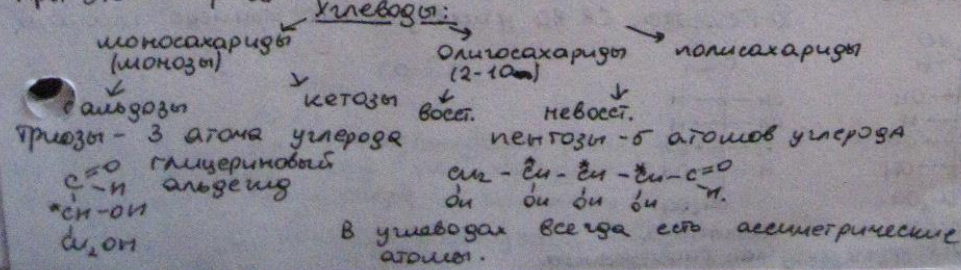 Углеводы:
моносахариды олигосахариды полисахариды
(монозы) (2-10)
альдозы кетозы восст. невосст.
Триозы - 3 атома углерода пентозы - 5 атомов углерода
C=O глицериновый
-H альдегид CH2 - *CH - *CH - *CH - C=O
*CH-OH OH OH OH OH H.
CH2OH
В углеводах всегда есть ассиметрические
атомы.